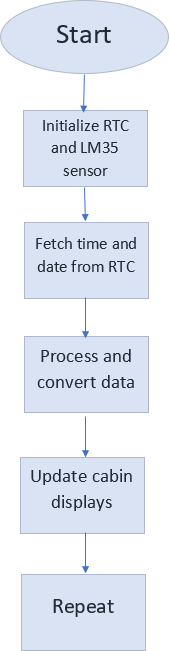 Start
Initialize RTC
and LM35
sensor
Fetch time and
date from RTC
Process and
convert data
Update cabin
displays
Repeat